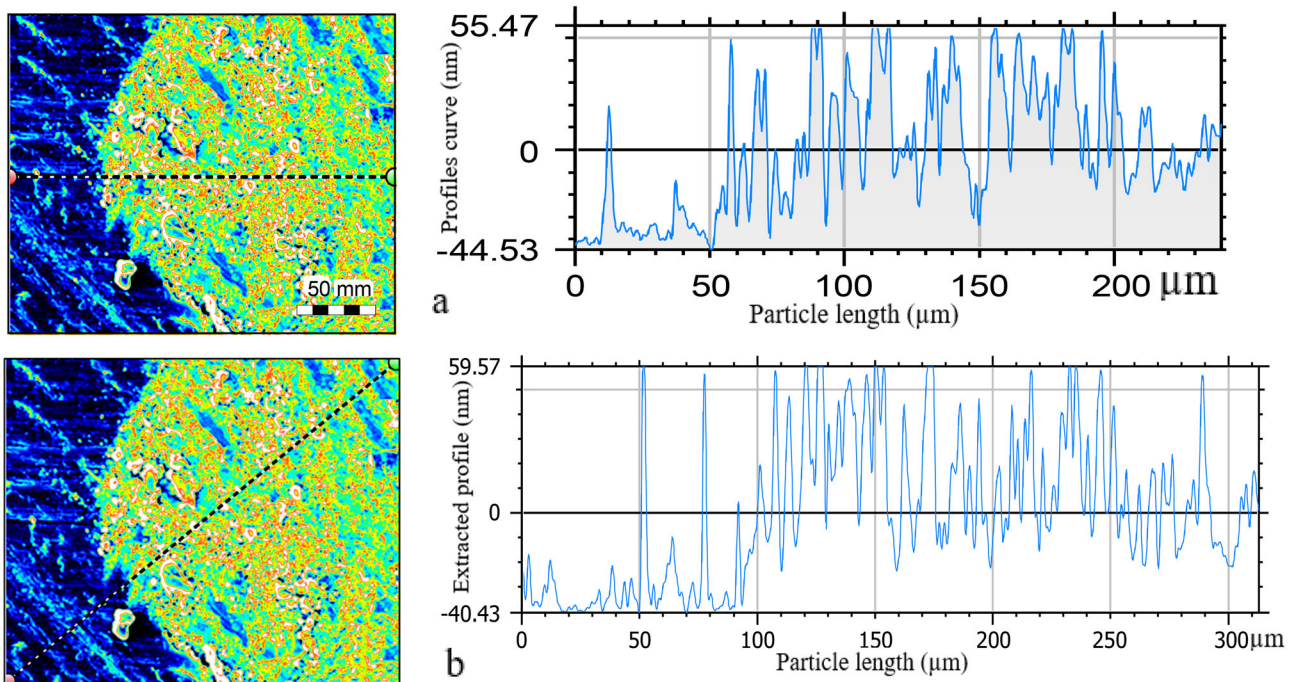 50 mm
a
Profiles curve (nm)
55.47
0
-44.53
0 50 100 150 200 µm
Particle length (µm)
b
Extracted profile (nm)
59.57
0
-40.43
0 50 100 150 200 250 300 µm
Particle length (µm)